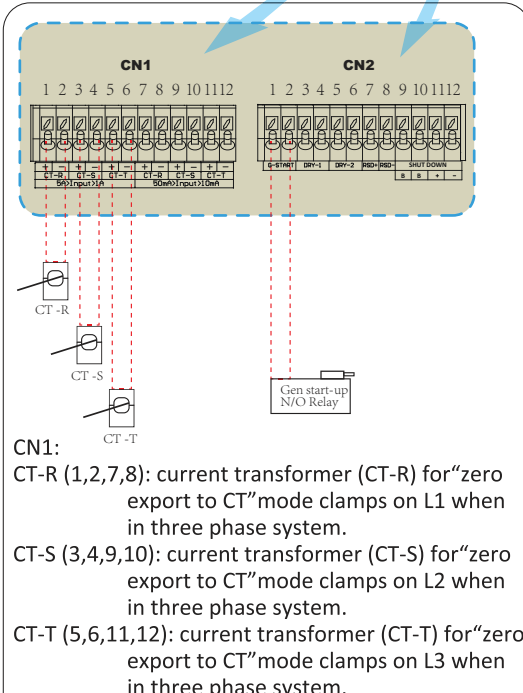 CN1 CN2
1 2 3 4 5 6 7 8 9 10 11 12 1 2 3 4 5 6 7 8 9 10 11 12
+ - + - + - + - + - + -
CT-R CT-S CT-T CT-R CT-S CT-T
5A>Input>1A 50mA>Input>10mA
G-START DRY-1 DRY-2 RSD+ RSD- SHUT DOWN
B B + -
CT -R
CT -S
CT -T
Gen start-up
N/O Relay
CN1:
CT-R (1,2,7,8): current transformer (CT-R) for“zero
export to CT”mode clamps on L1 when
in three phase system.
CT-S (3,4,9,10): current transformer (CT-S) for“zero
export to CT”mode clamps on L2 when
in three phase system.
CT-T (5,6,11,12): current transformer (CT-T) for“zero
export to CT”mode clamps on L3 when
in three phase system.